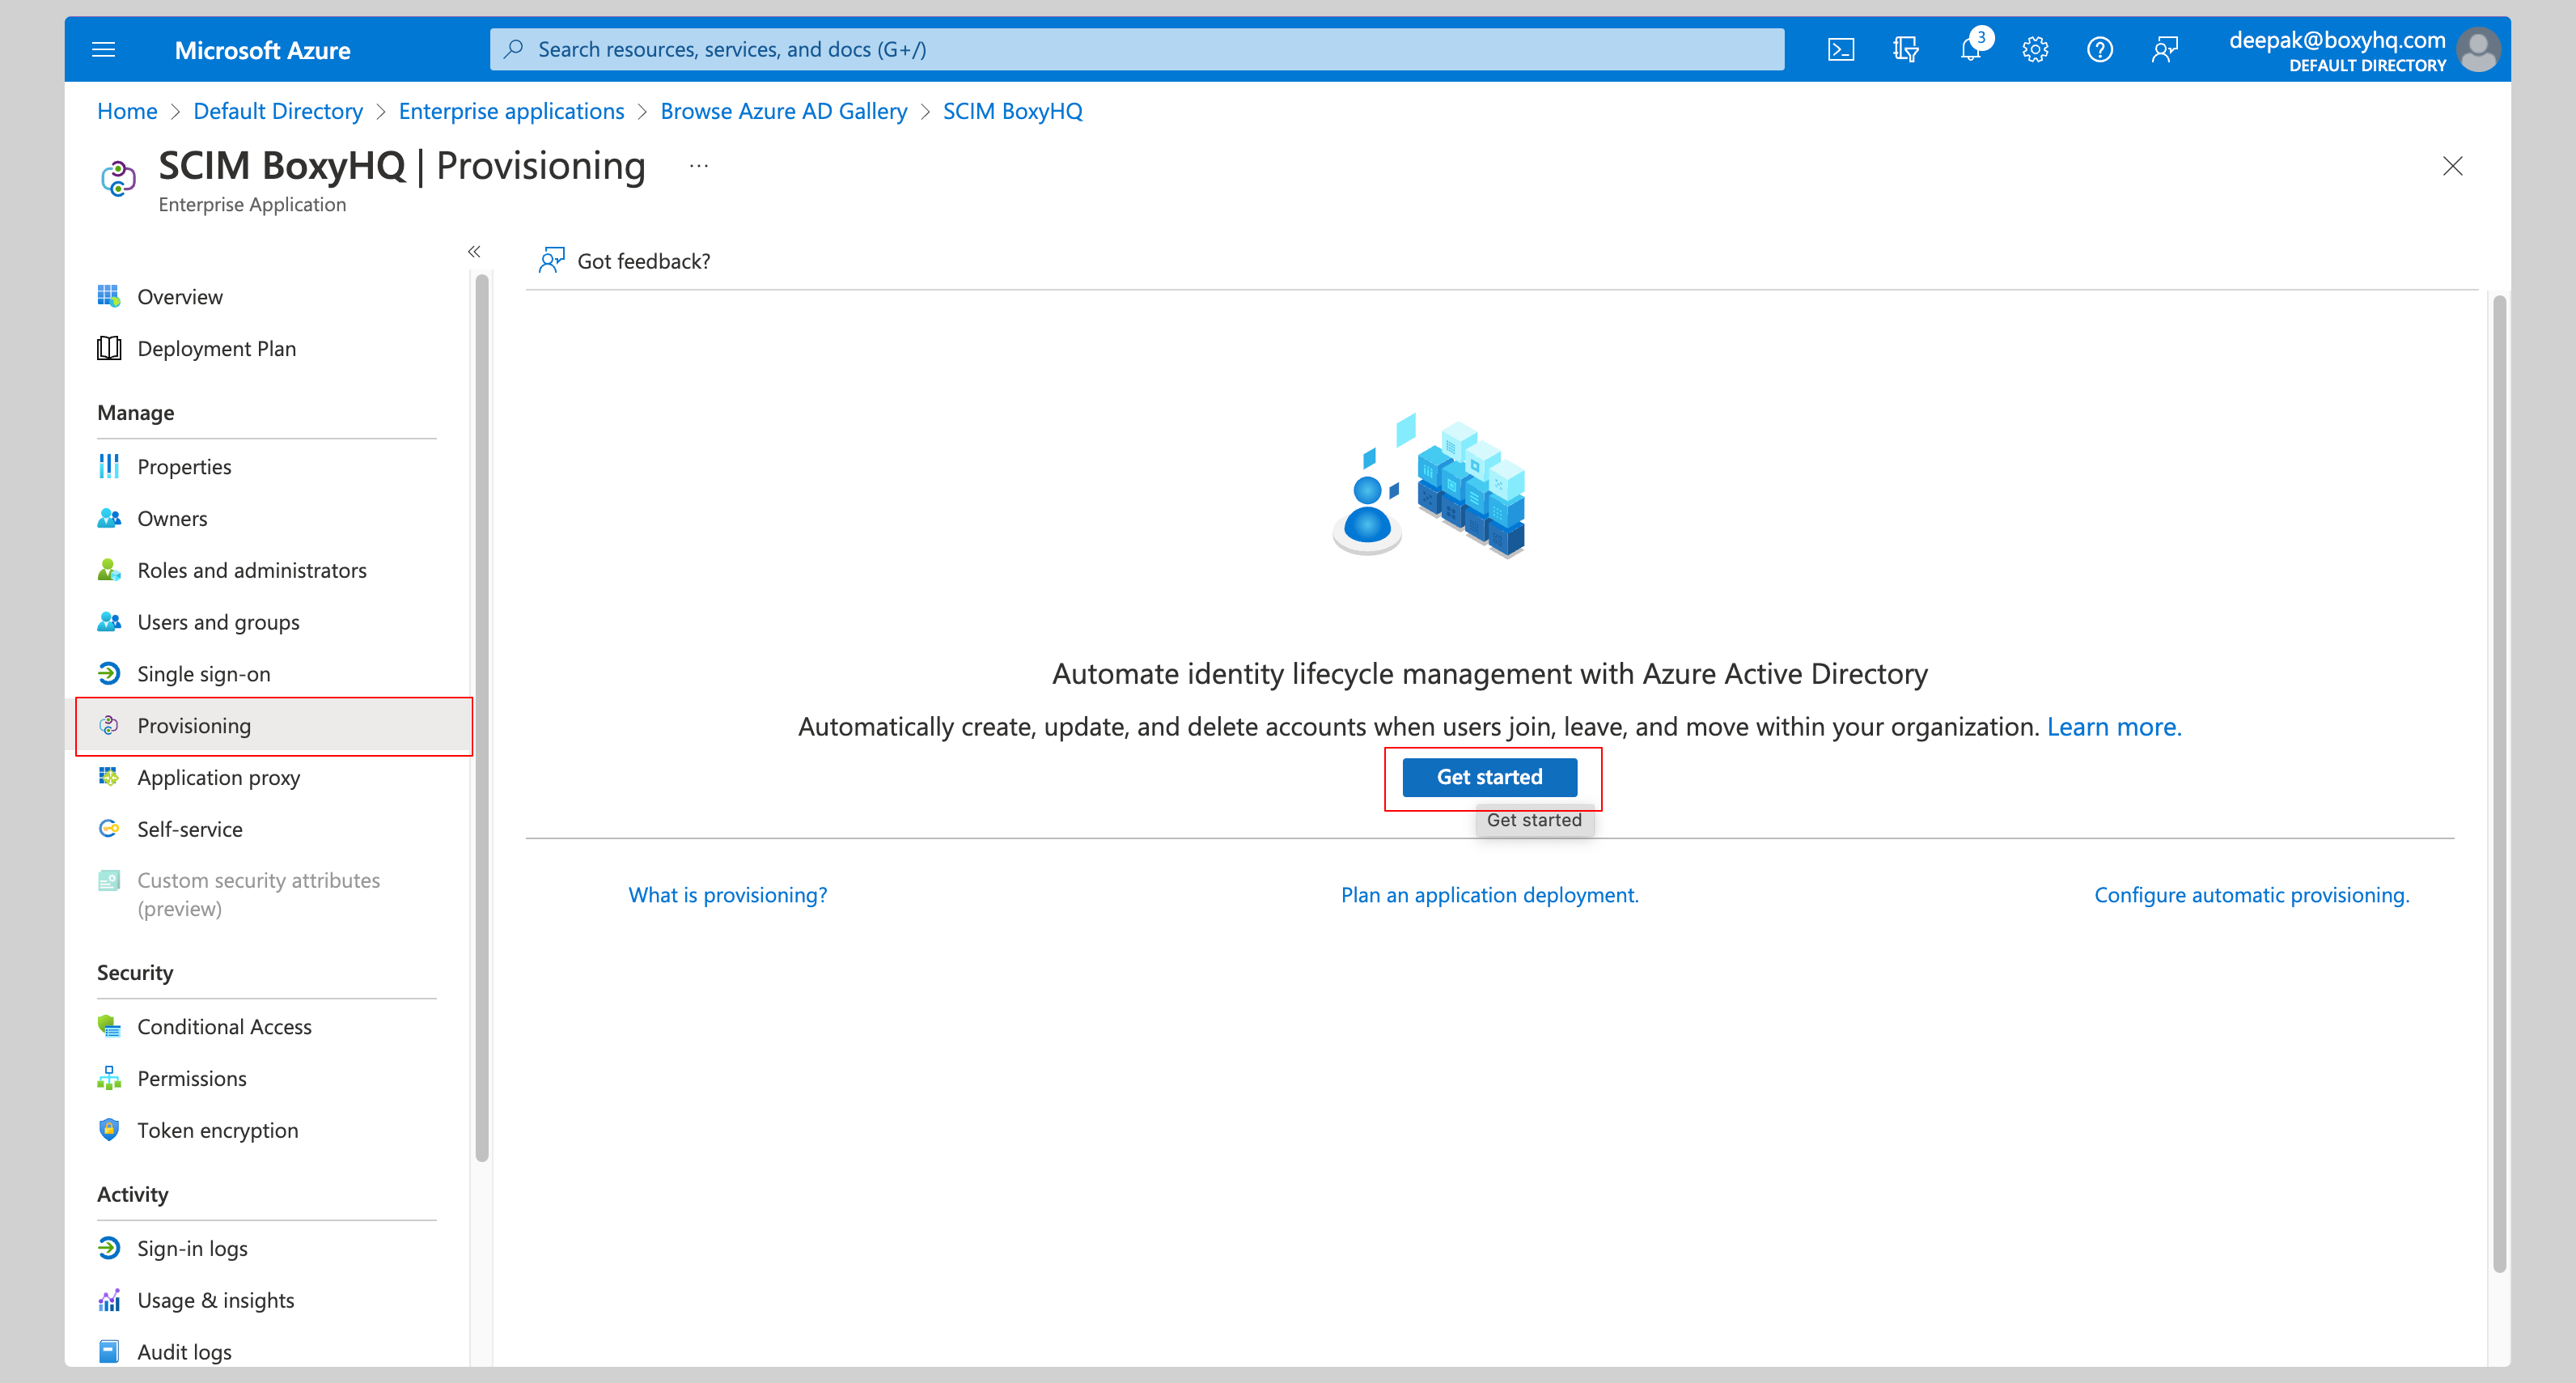 Microsoft Azure
Search resources, services, and docs (G+/)
3
deepak@boxyhq.com
DEFAULT DIRECTORY
Home > Default Directory > Enterprise applications > Browse Azure AD Gallery > SCIM BoxyHQ
SCIM BoxyHQ | Provisioning ...
Enterprise Application
Got feedback?
Overview
Deployment Plan
Manage
Properties
Owners
Roles and administrators
Users and groups
Single sign-on
Provisioning
Application proxy
Self-service
Custom security attributes
(preview)
Security
Conditional Access
Permissions
Token encryption
Activity
Sign-in logs
Usage & insights
Audit logs
Automate identity lifecycle management with Azure Active Directory
Automatically create, update, and delete accounts when users join, leave, and move within your organization. Learn more.
Get started
Get started
What is provisioning?
Plan an application deployment.
Configure automatic provisioning.